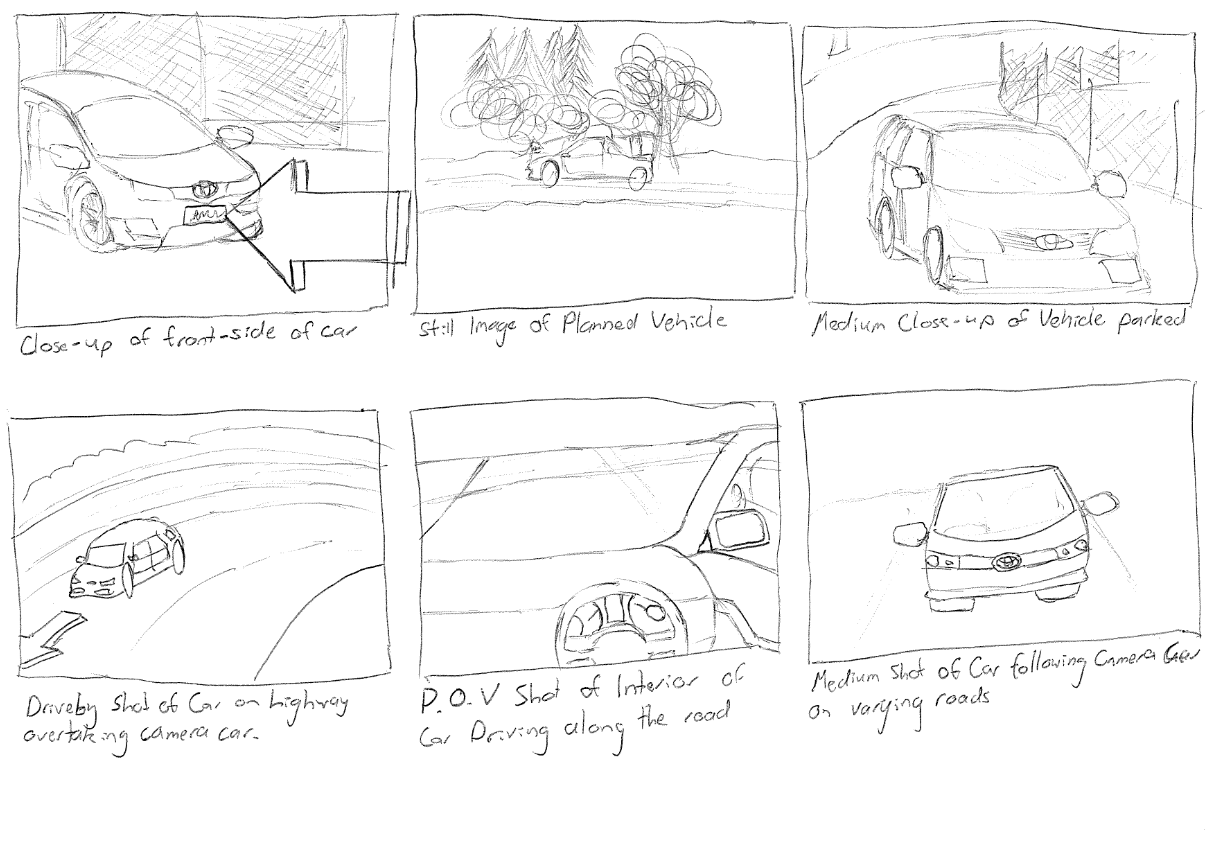 Close-up of front-side of car
Still Image of Planned Vehicle
Medium Close-up of Vehicle parked
Driveby shot of Car on highway
overtaking camera car.
P.O.V Shot of Interior of
Car Driving along the road
Medium Shot of Car following Camera Car
on varying roads